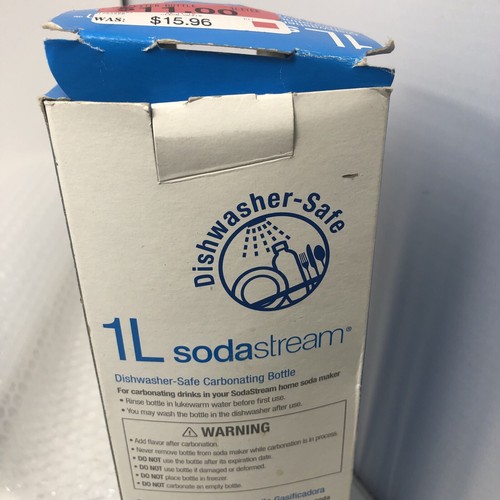 11.00
WAS:
$15.96
1L
Dishwasher-Safe
1L sodastream®
Dishwasher-Safe Carbonating Bottle
For carbonating drinks in your SodaStream home soda maker
• Rinse bottle in lukewarm water before first use.
• You may wash the bottle in the dishwasher after use.
⚠ WARNING
• Add flavor after carbonation.
• Never remove bottle from soda maker while carbonation is in process.
• DO NOT use the bottle after its expiration date.
• DO NOT use bottle if damaged or deformed.
• DO NOT place bottle in freezer.
• DO NOT carbonate an empty bottle.
Gasificadora